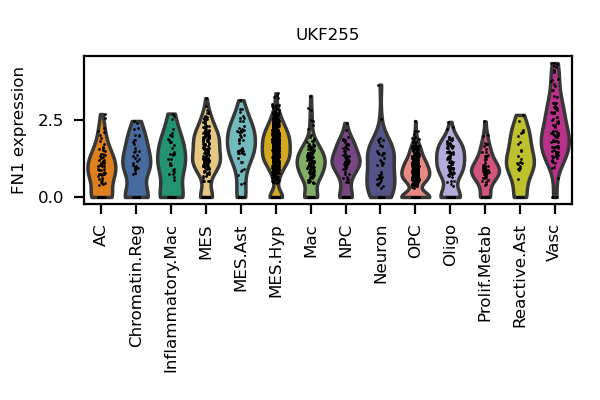 UKF255
FN1 expression
2.5
0.0
AC
Chromatin.Reg
Inflammatory.Mac
MES
MES.Ast
MES.Hyp
Mac
NPC
Neuron
OPC
Oligo
Prolif.Metab
Reactive.Ast
Vasc